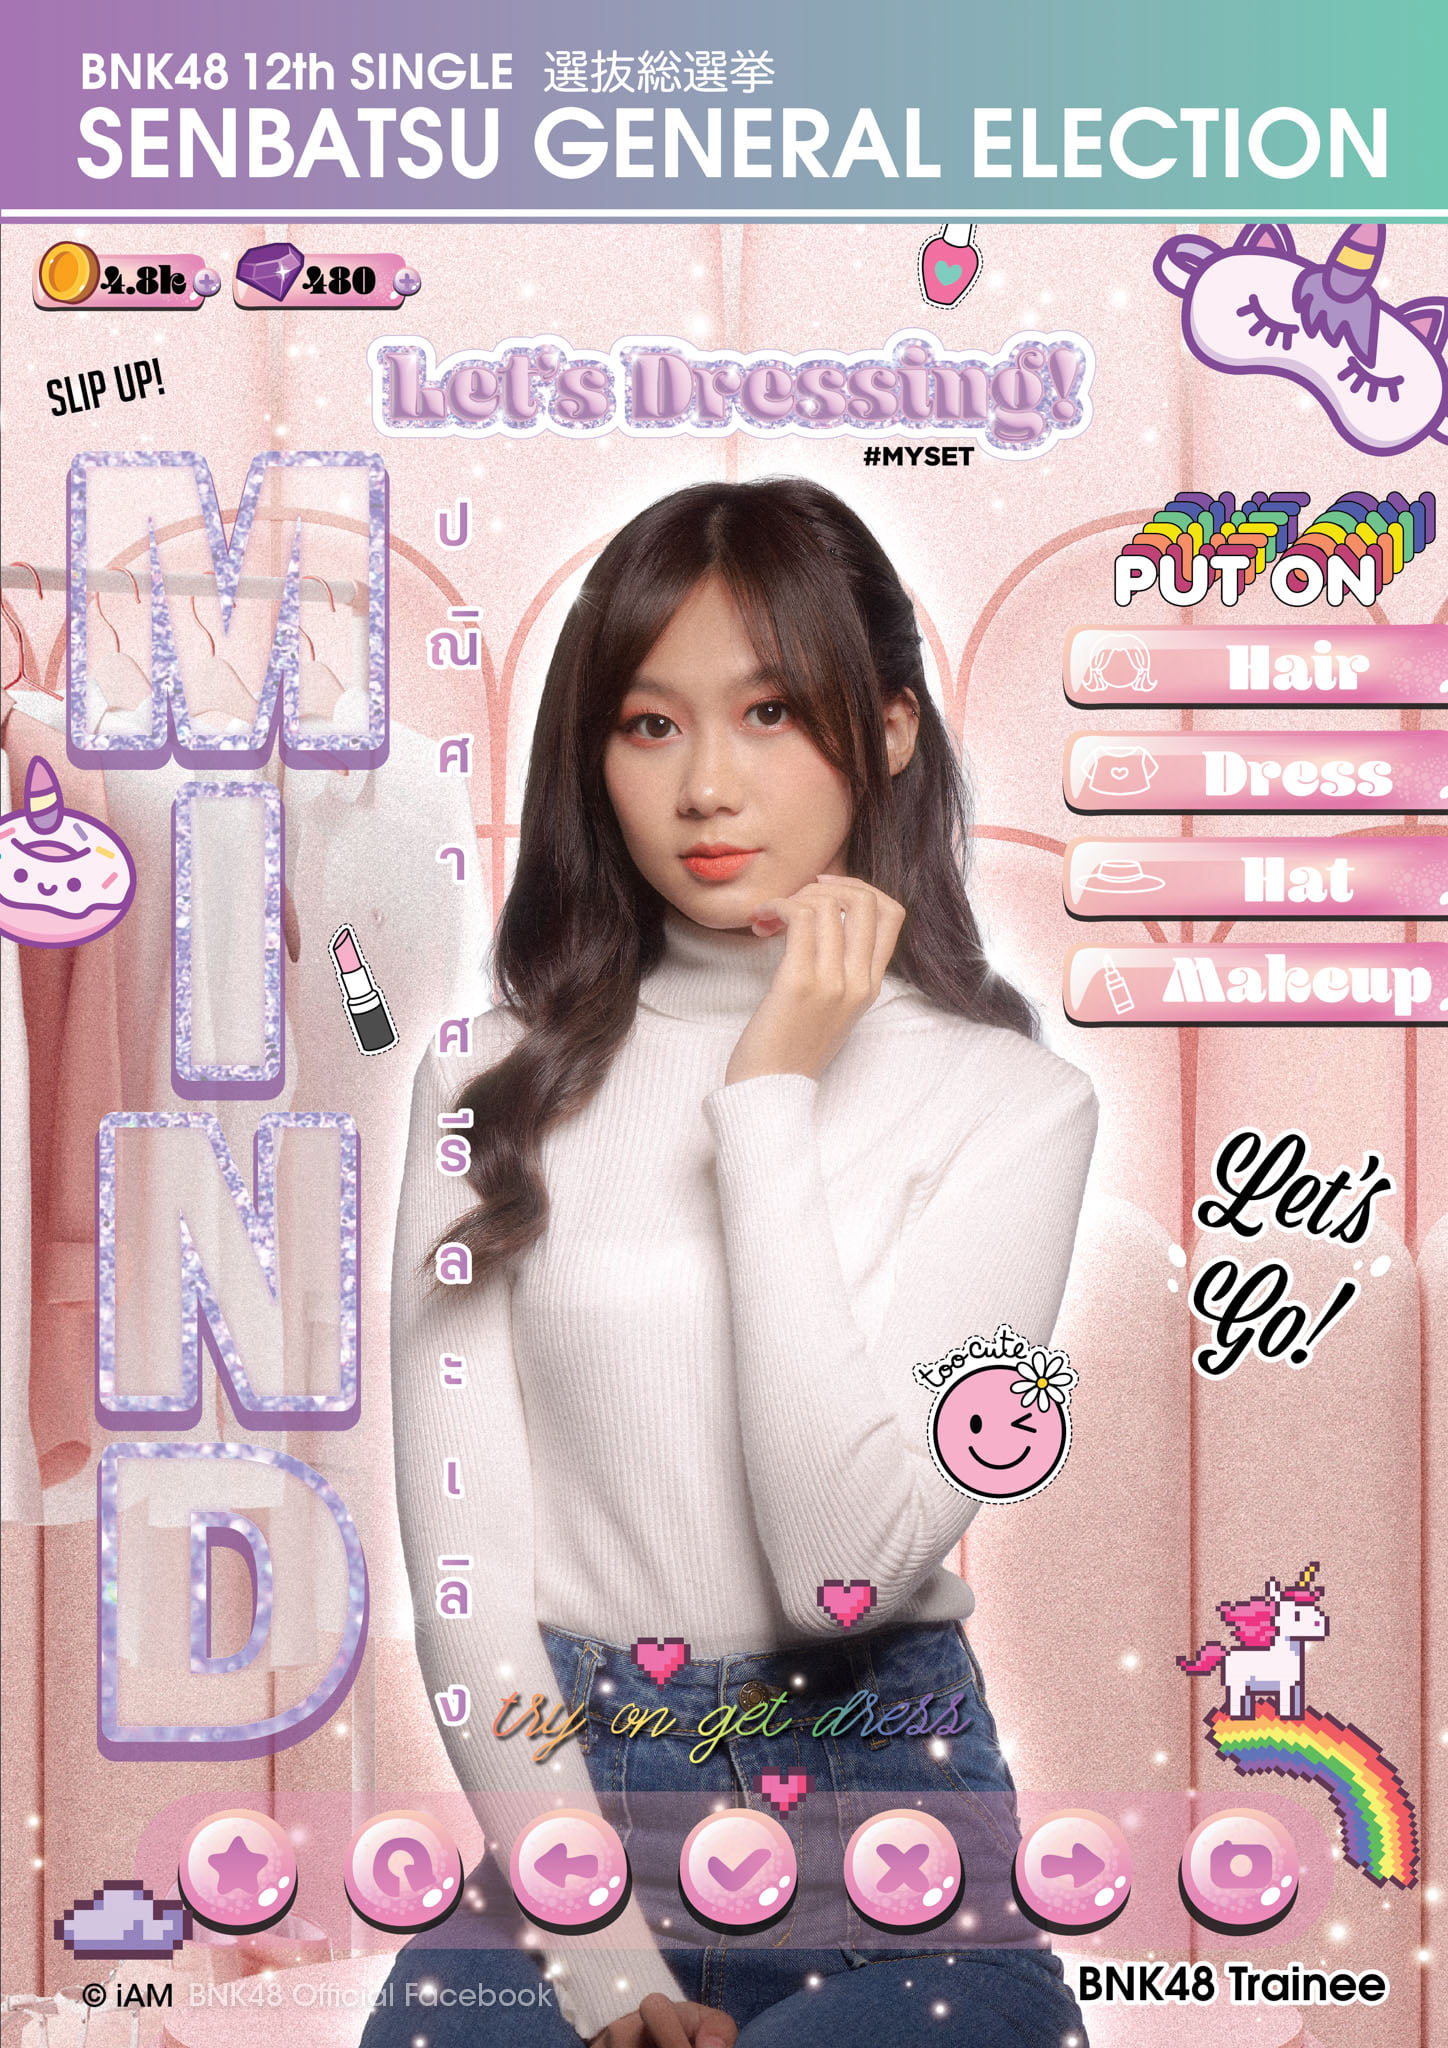 BNK48 12th SINGLE 選抜総選挙
SENBATSU GENERAL ELECTION
4.8k
480
SLIP UP!
Let's Dressing!
#MYSET
MIND
ปณิศา ศรีละเลิง
PUT ON
Hair
Dress
Hat
Makeup
Let's
Go!
too cute
try on get dress
© iAM BNK48 Official Facebook
BNK48 Trainee